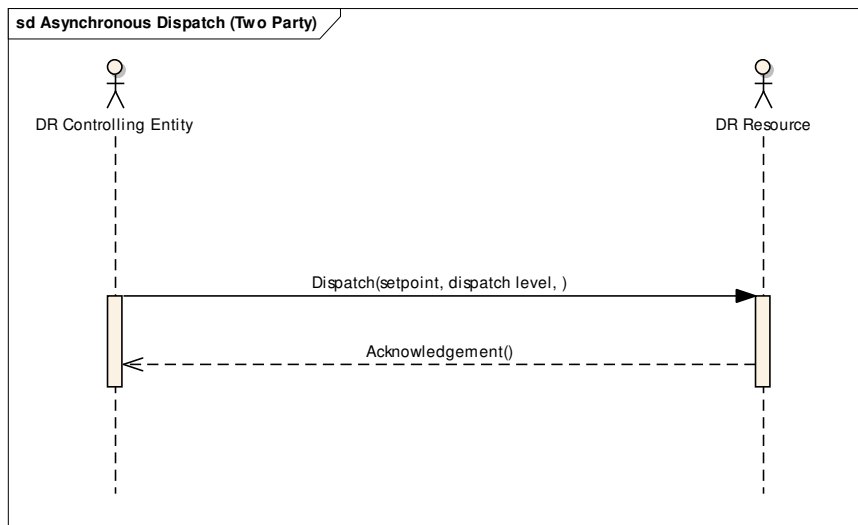 sd Asynchronous Dispatch (Two Party)
DR Controlling Entity
DR Resource
Dispatch(setpoint, dispatch level, )
Acknowledgement()